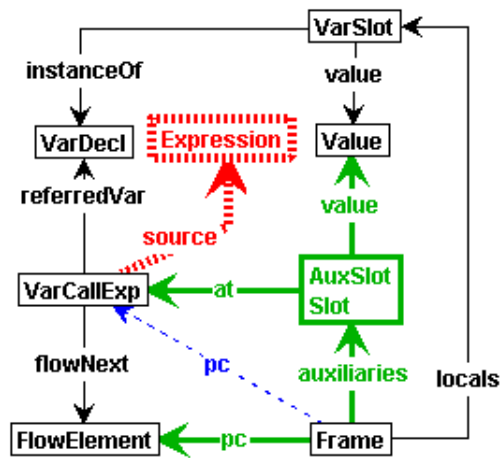 VarSlot
instanceOf
value
VarDecl
Expression
Value
referredVar
value
source
VarCallExp
at
AuxSlot
Slot
flowNext
pc
auxiliaries
locals
FlowElement
pc
Frame